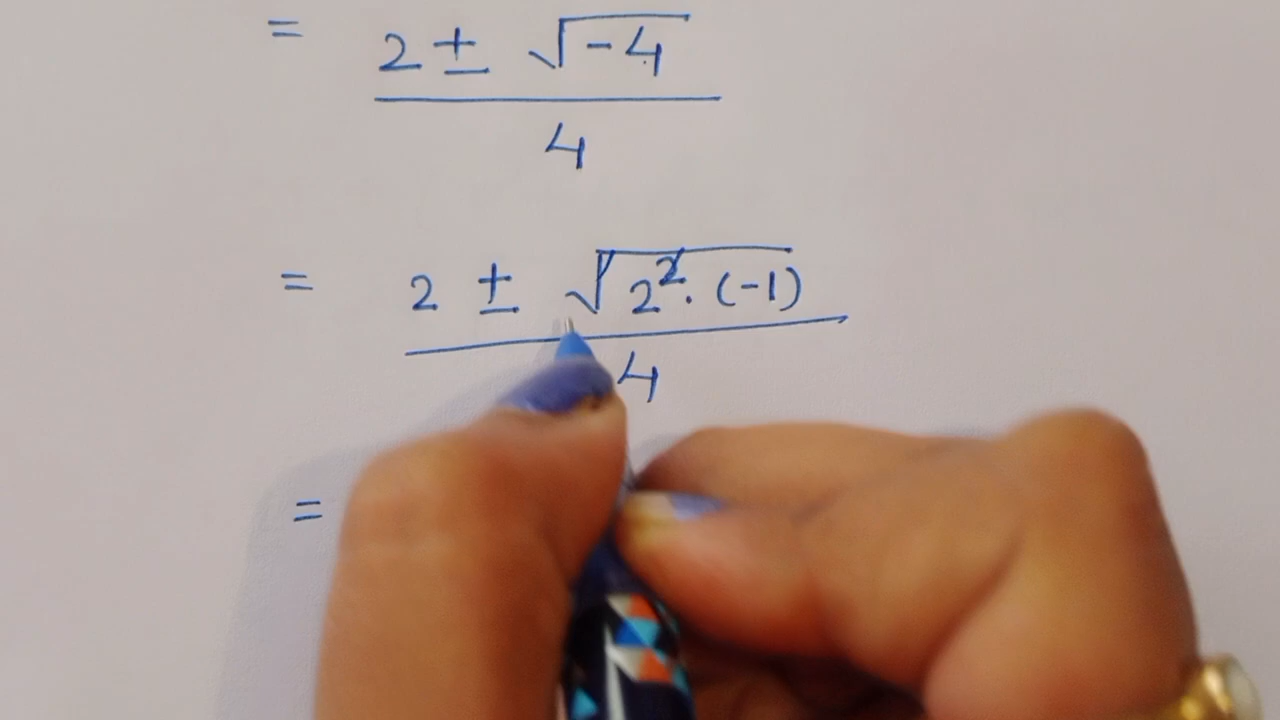 = 2 ± √-4
4
= 2 ± √2². (-1)
4
=